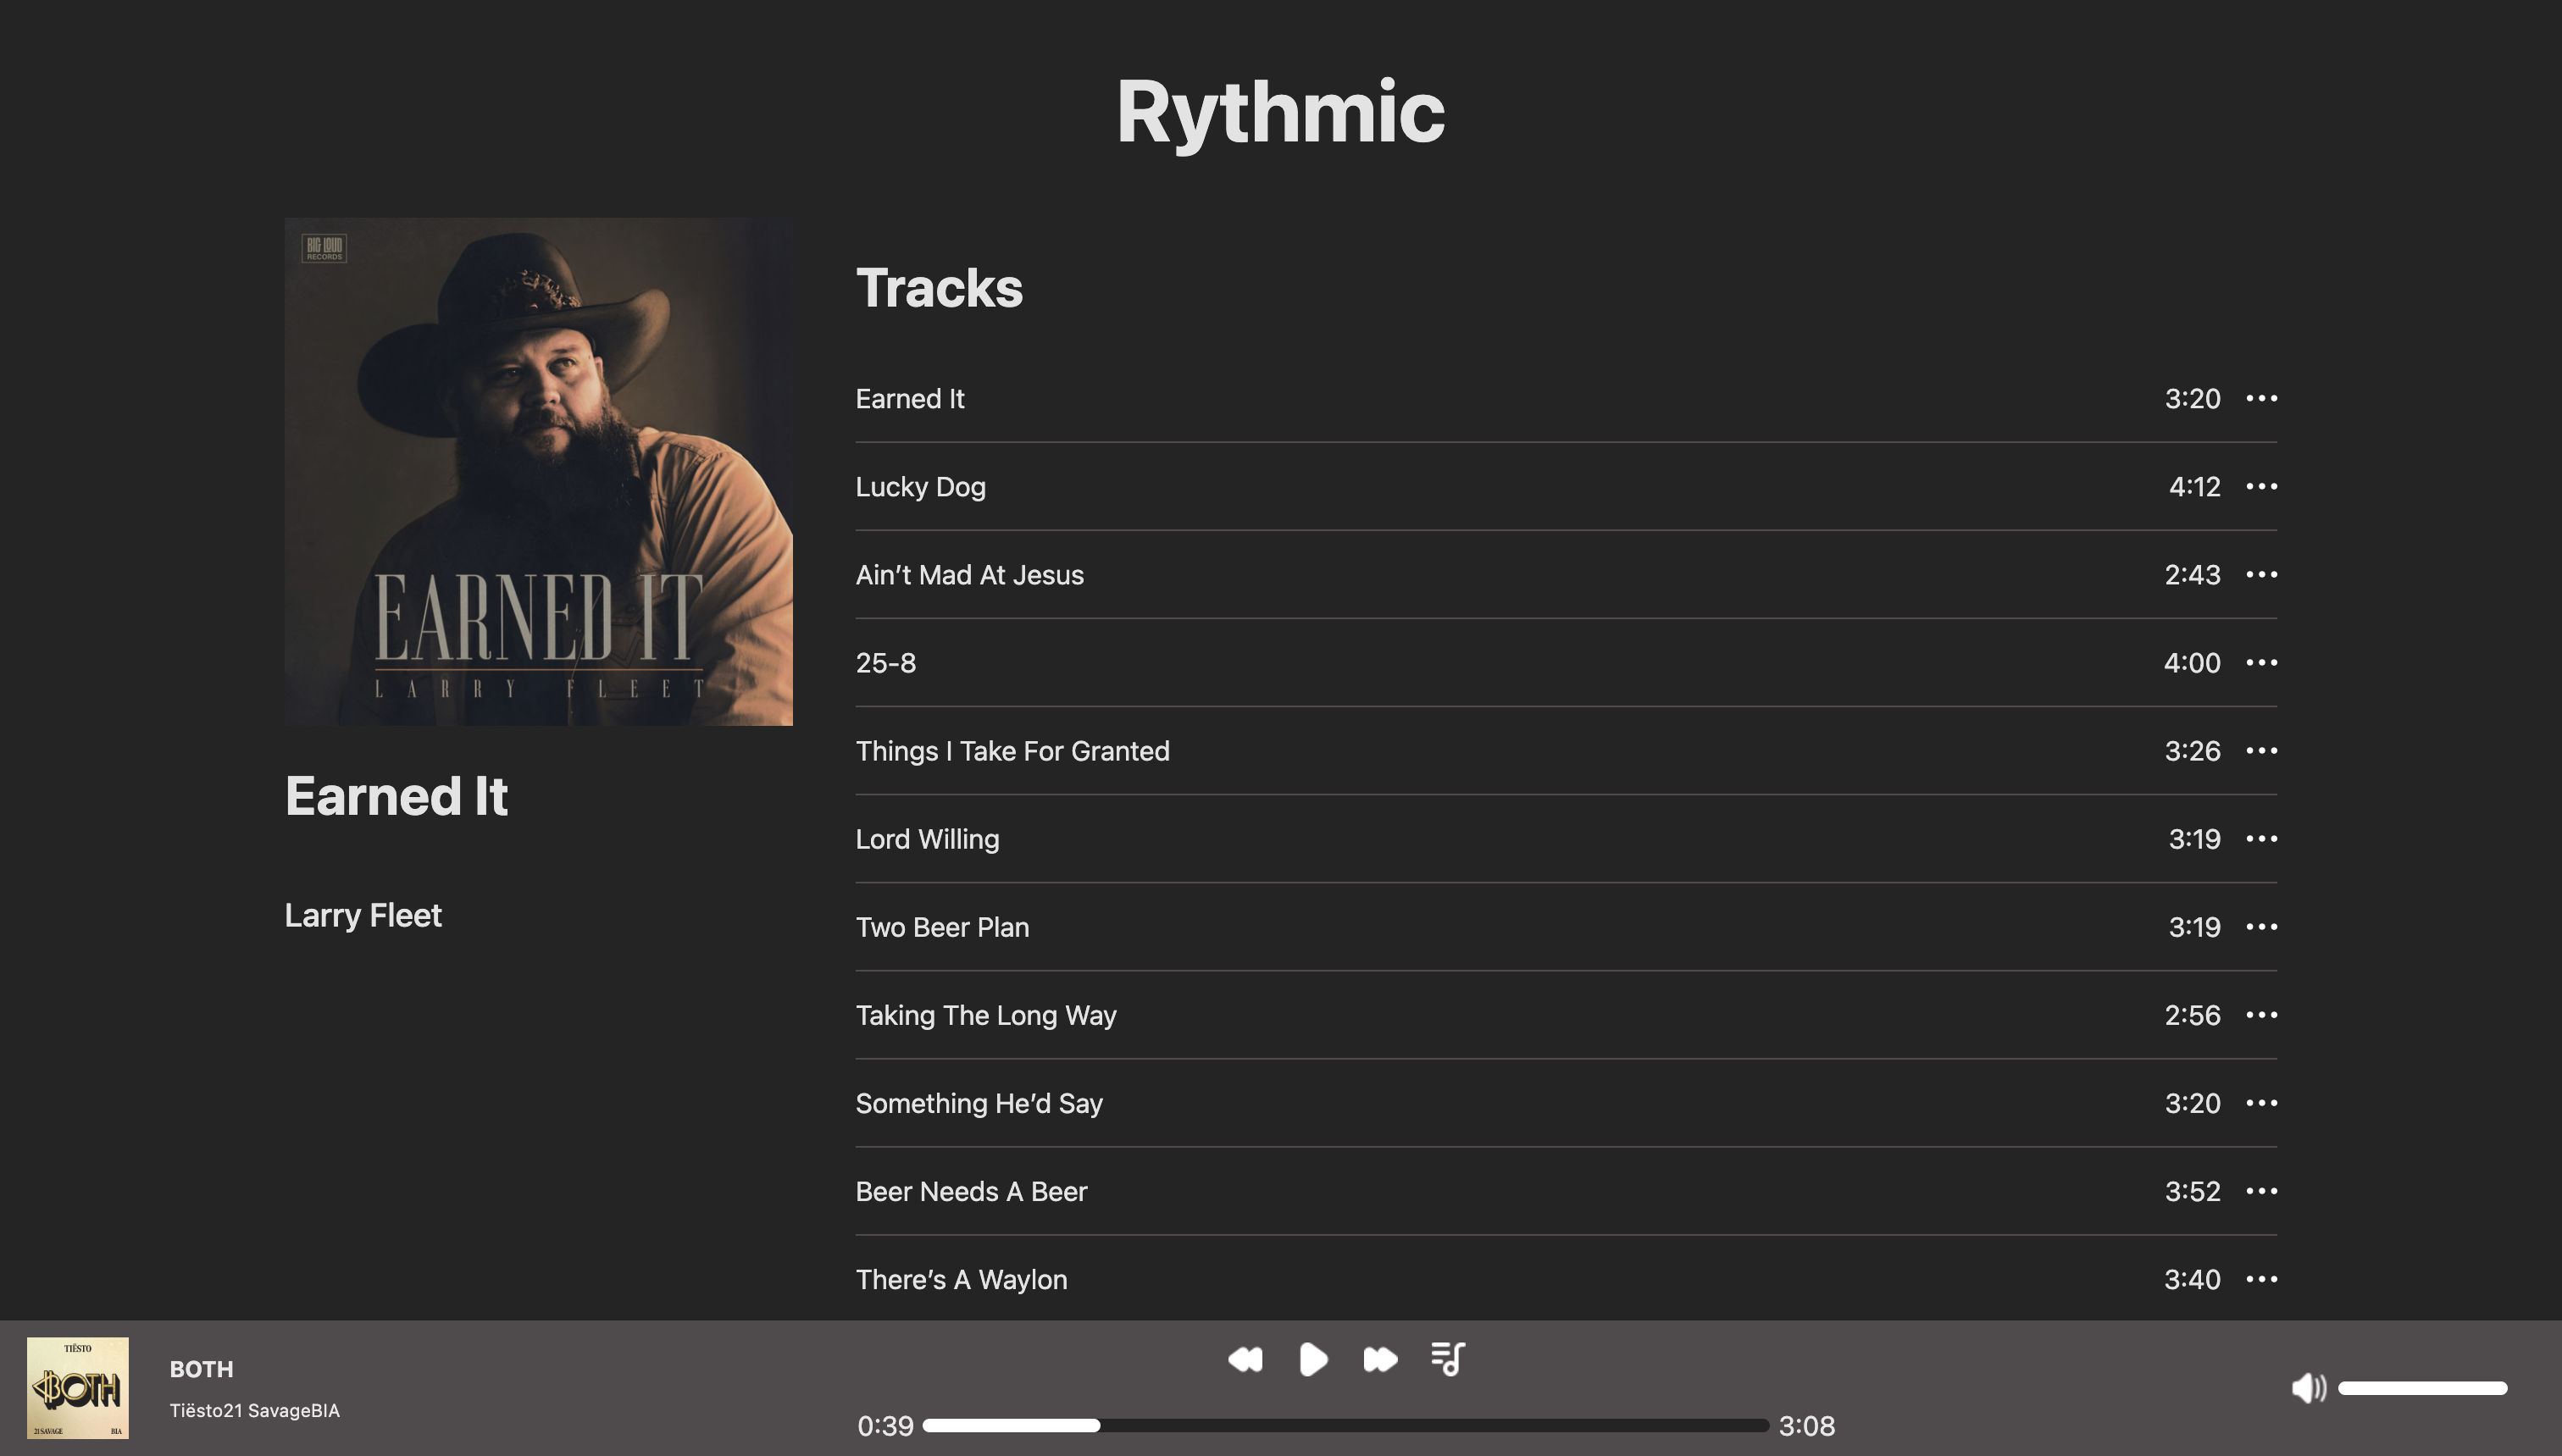 Rythmic
BIG LOUD
RECORDS
EARNED IT
LARRY FLEET
Earned It
Larry Fleet
Tracks
Earned It 3:20
Lucky Dog 4:12
Ain’t Mad At Jesus 2:43
25-8 4:00
Things I Take For Granted 3:26
Lord Willing 3:19
Two Beer Plan 3:19
Taking The Long Way 2:56
Something He’d Say 3:20
Beer Needs A Beer 3:52
There’s A Waylon 3:40
TIËSTO
BOTH
21 SAVAGE BIA
BOTH
Tiësto21 SavageBIA
0:39 3:08